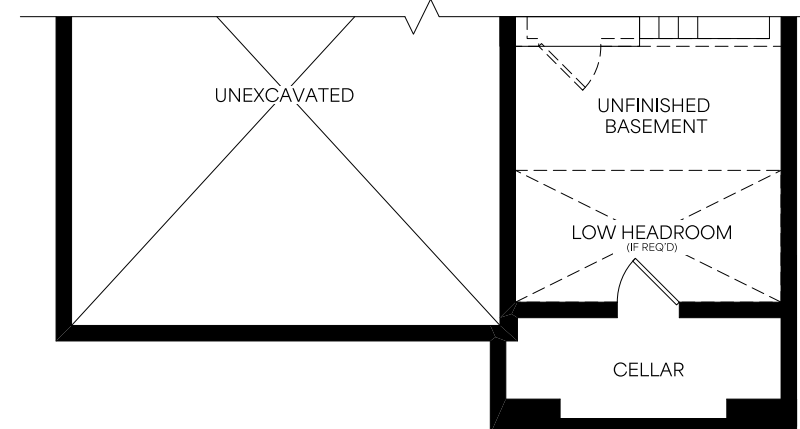 UNEXCAVATED
UNFINISHED
BASEMENT
LOW HEADROOM
(IF REQ'D)
CELLAR